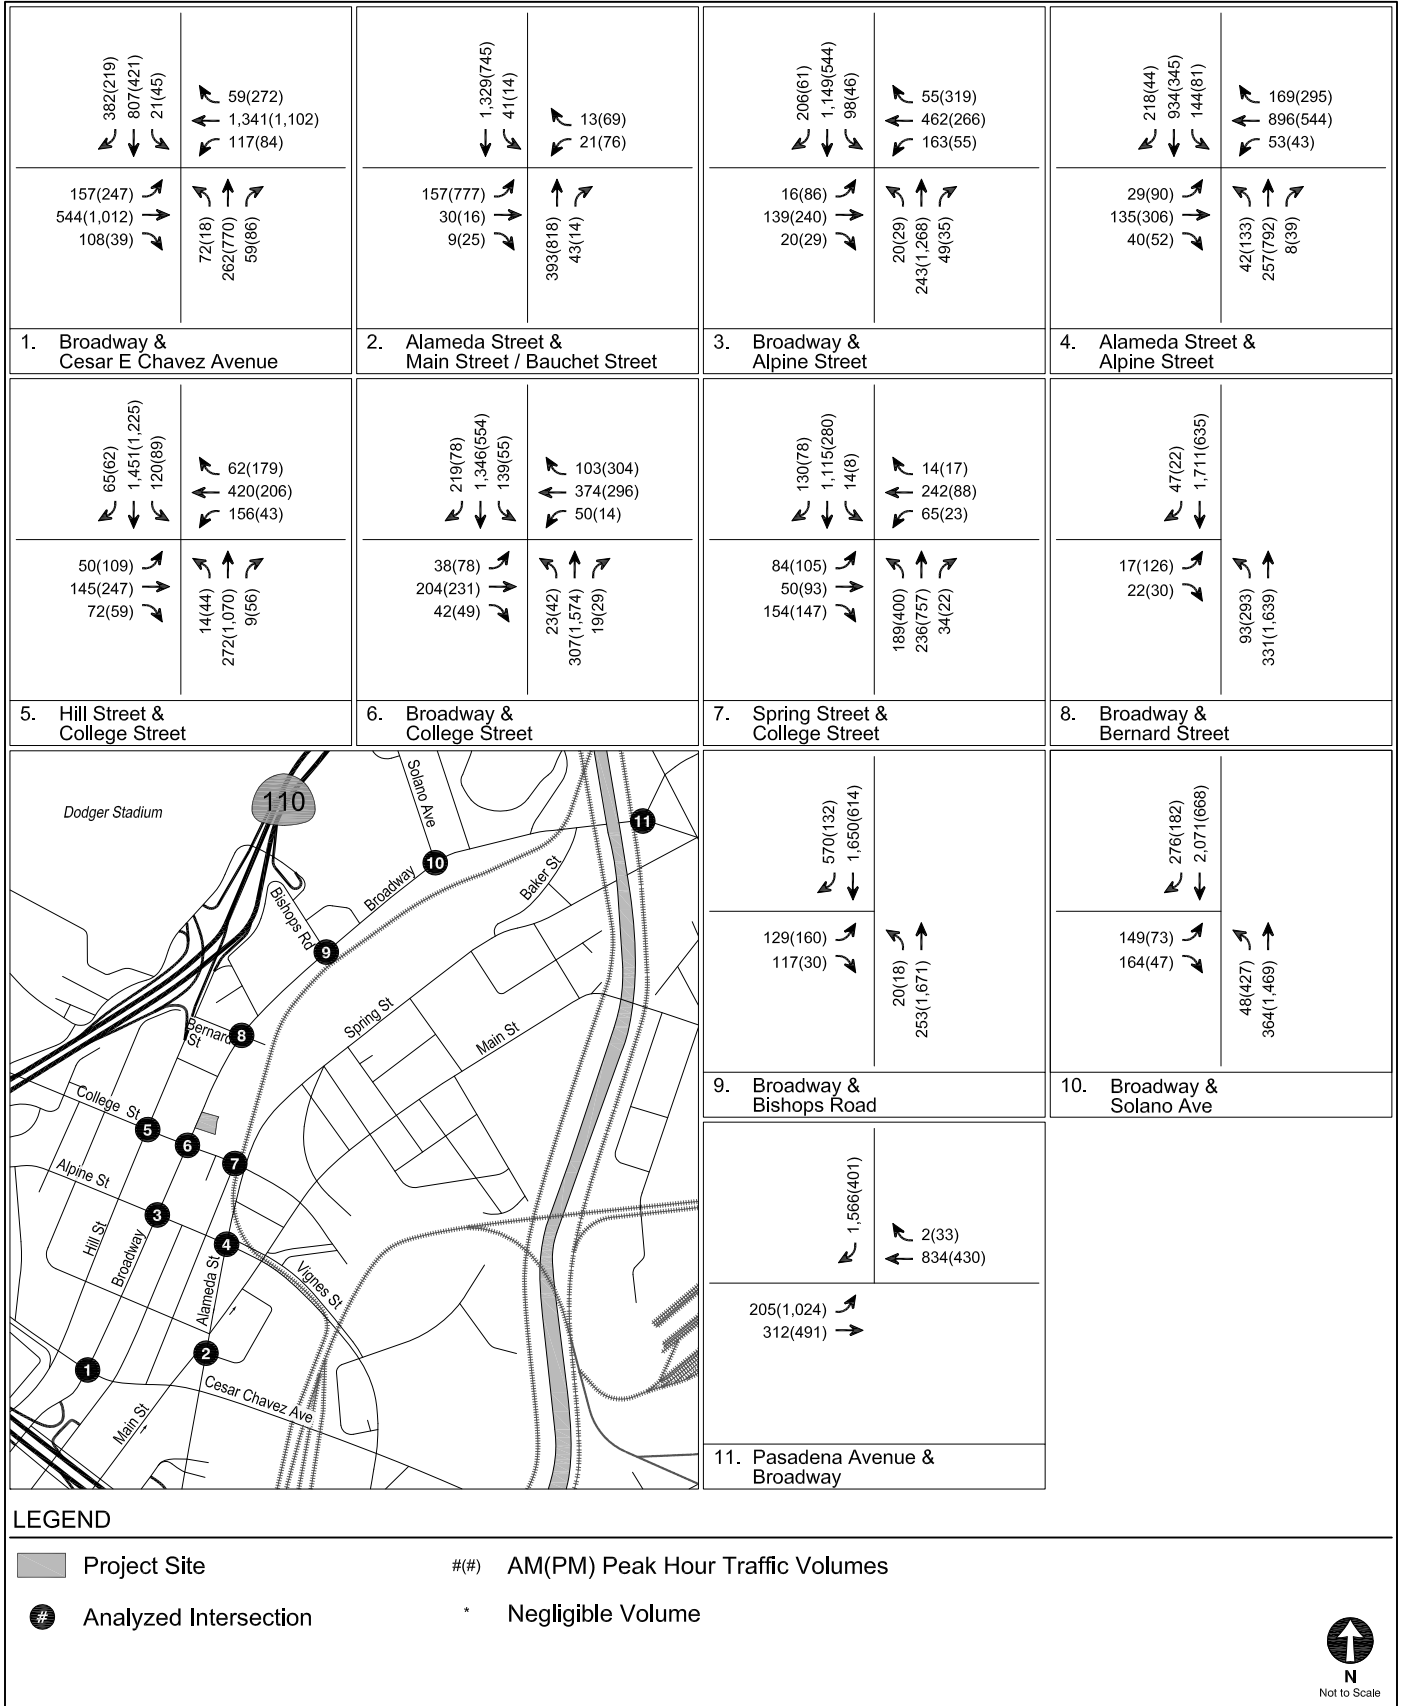 382(219)
807(421)
21(45)
59(272)
1,341(1,102)
117(84)
157(247)
544(1,012)
108(39)
72(18)
262(770)
59(86)
1. Broadway &
Cesar E Chavez Avenue
1,329(745)
41(14)
13(69)
21(76)
157(777)
30(16)
9(25)
393(818)
43(14)
2. Alameda Street &
Main Street / Bauchet Street
206(61)
1,149(544)
98(46)
55(319)
462(266)
163(55)
16(86)
139(240)
20(29)
20(29)
243(1,268)
49(35)
3. Broadway &
Alpine Street
218(44)
934(345)
144(81)
169(295)
896(544)
53(43)
29(90)
135(306)
40(52)
42(133)
257(792)
8(39)
4. Alameda Street &
Alpine Street
65(62)
1,451(1,225)
120(89)
62(179)
420(206)
156(43)
50(109)
145(247)
72(59)
14(44)
272(1,070)
9(56)
5. Hill Street &
College Street
219(78)
1,346(554)
139(55)
103(304)
374(296)
50(14)
38(78)
204(231)
42(49)
23(42)
307(1,574)
19(29)
6. Broadway &
College Street
130(78)
1,115(280)
14(8)
14(17)
242(88)
65(23)
84(105)
50(93)
154(147)
189(400)
236(757)
34(22)
7. Spring Street &
College Street
47(22)
1,711(635)
17(126)
22(30)
93(293)
331(1,639)
8. Broadway &
Bernard Street
Dodger Stadium
110
Solano Ave
11
10
Broadway
Baker St
Bishops Rd
9
Spring St
Main St
Bernard
St
8
College St
5
6
7
Alpine St
3
4
Hill St
Broadway
Alameda St
Vignes St
1
2
Cesar Chavez Ave
Main St
570(132)
1,650(614)
129(160)
117(30)
20(18)
253(1,671)
9. Broadway &
Bishops Road
276(182)
2,071(668)
149(73)
164(47)
48(427)
364(1,469)
10. Broadway &
Solano Ave
1,566(401)
2(33)
834(430)
205(1,024)
312(491)
11. Pasadena Avenue &
Broadway
LEGEND
Project Site
#(#) AM(PM) Peak Hour Traffic Volumes
# Analyzed Intersection
* Negligible Volume
N
Not to Scale